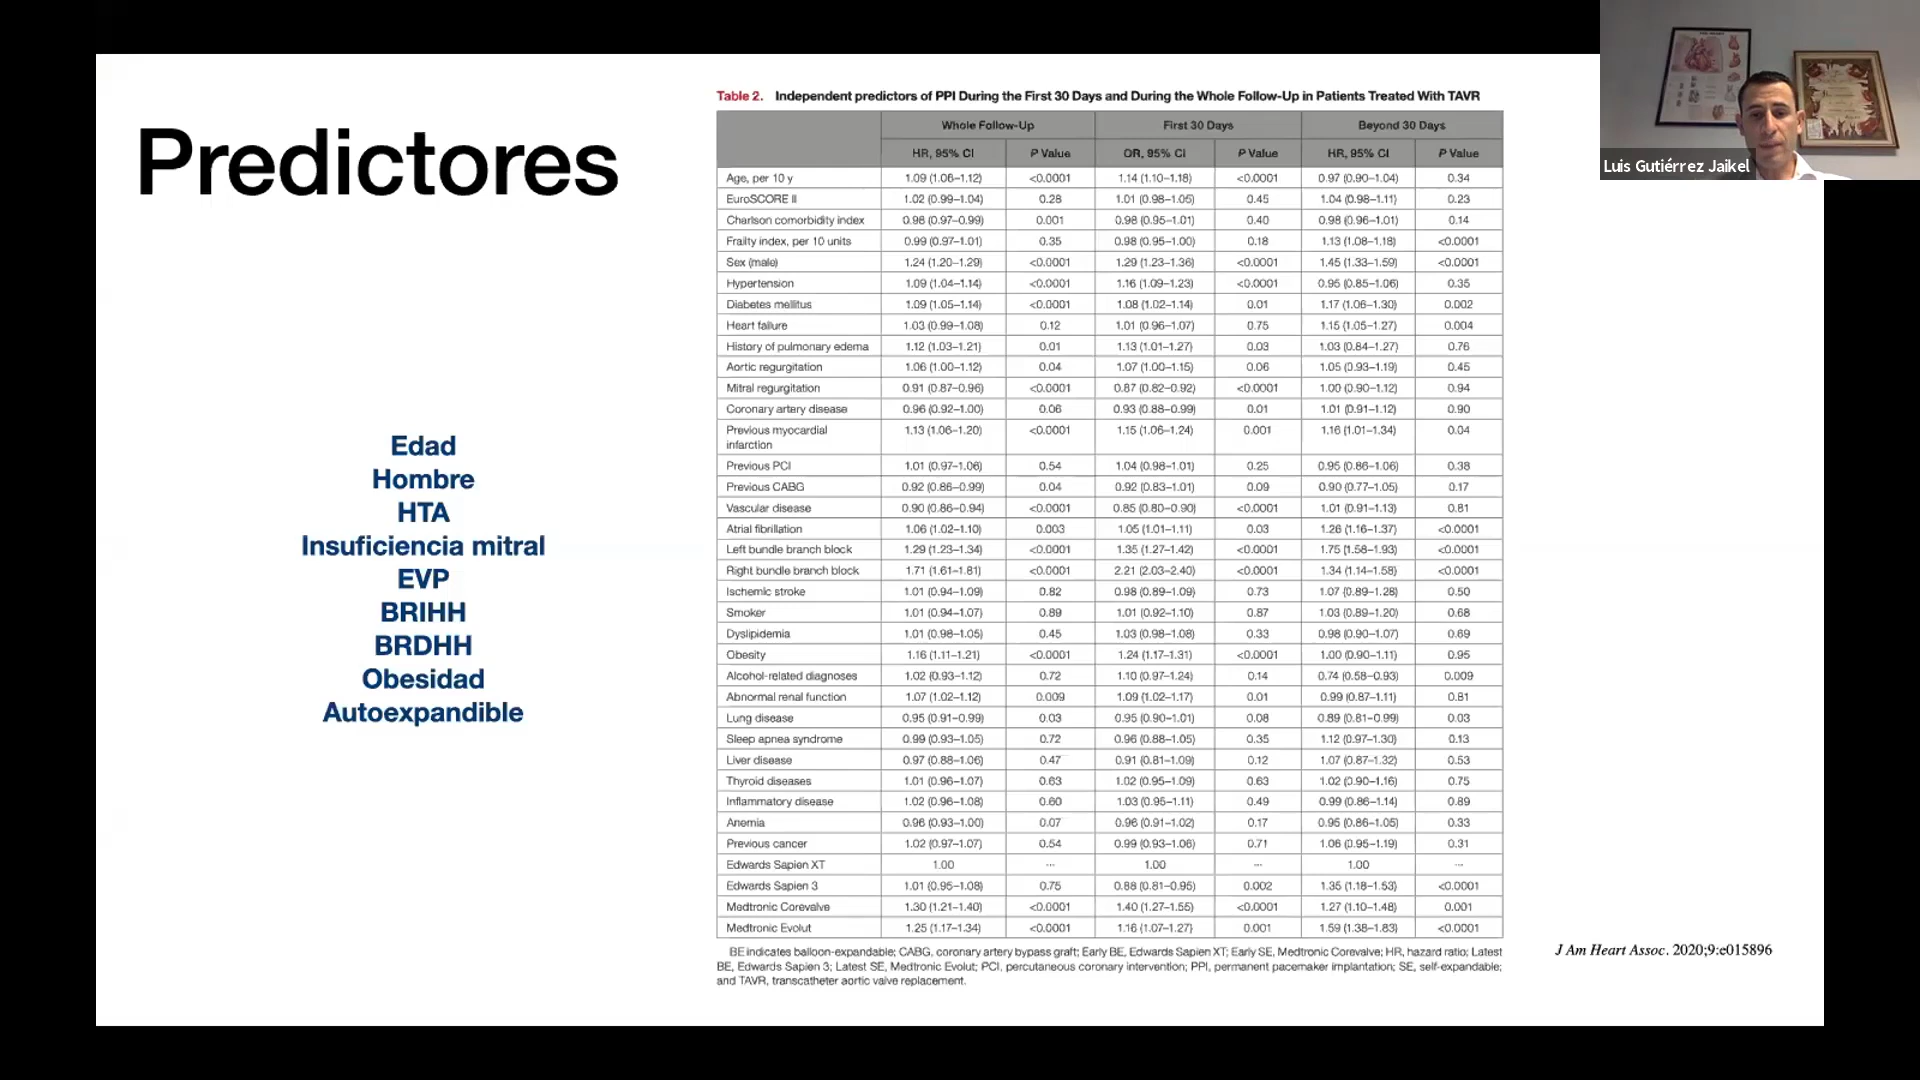 Predictores
Edad
Hombre
HTA
Insuficiencia mitral
EVP
BRIHH
BRDHH
Obesidad
Autoexpandible
Table 2. Independent predictors of PPI During the First 30 Days and During the Whole Follow-Up in Patients Treated With TAVR
Whole Follow-Up First 30 Days Beyond 30 Days
HR, 95% CI P Value OR, 95% CI P Value HR, 95% CI P Value
Age, per 10 y 1.09 (1.06–1.12) <0.0001 1.14 (1.10–1.18) <0.0001 0.97 (0.90–1.04) 0.34
EuroSCORE II 1.02 (0.99–1.04) 0.28 1.01 (0.98–1.05) 0.45 1.04 (0.98–1.11) 0.23
Charlson comorbidity index 0.98 (0.97–0.99) 0.001 0.98 (0.95–1.01) 0.40 0.98 (0.96–1.01) 0.14
Frailty index, per 10 units 0.99 (0.97–1.01) 0.35 0.98 (0.95–1.00) 0.18 1.13 (1.08–1.18) <0.0001
Sex (male) 1.24 (1.20–1.29) <0.0001 1.29 (1.23–1.36) <0.0001 1.45 (1.33–1.59) <0.0001
Hypertension 1.09 (1.04–1.14) <0.0001 1.16 (1.09–1.23) <0.0001 0.95 (0.85–1.06) 0.35
Diabetes mellitus 1.09 (1.05–1.14) <0.0001 1.08 (1.02–1.14) 0.01 1.17 (1.06–1.30) 0.002
Heart failure 1.03 (0.99–1.08) 0.12 1.01 (0.96–1.07) 0.75 1.15 (1.05–1.27) 0.004
History of pulmonary edema 1.12 (1.03–1.21) 0.01 1.13 (1.01–1.27) 0.03 1.03 (0.84–1.27) 0.76
Aortic regurgitation 1.06 (1.00–1.12) 0.04 1.07 (1.00–1.15) 0.06 1.05 (0.93–1.19) 0.45
Mitral regurgitation 0.91 (0.87–0.96) <0.0001 0.87 (0.82–0.92) <0.0001 1.00 (0.90–1.12) 0.94
Coronary artery disease 0.96 (0.92–1.00) 0.06 0.93 (0.88–0.99) 0.01 1.01 (0.91–1.12) 0.90
Previous myocardial infarction 1.13 (1.06–1.20) <0.0001 1.15 (1.06–1.24) 0.001 1.16 (1.01–1.34) 0.04
Previous PCI 1.01 (0.97–1.06) 0.54 1.04 (0.98–1.01) 0.25 0.95 (0.86–1.06) 0.38
Previous CABG 0.92 (0.86–0.99) 0.04 0.92 (0.83–1.01) 0.09 0.90 (0.77–1.05) 0.17
Vascular disease 0.90 (0.86–0.94) <0.0001 0.85 (0.80–0.90) <0.0001 1.01 (0.91–1.13) 0.81
Atrial fibrillation 1.06 (1.02–1.10) 0.003 1.05 (1.01–1.11) 0.03 1.26 (1.16–1.37) <0.0001
Left bundle branch block 1.29 (1.23–1.34) <0.0001 1.35 (1.27–1.42) <0.0001 1.75 (1.58–1.93) <0.0001
Right bundle branch block 1.71 (1.61–1.81) <0.0001 2.21 (2.03–2.40) <0.0001 1.34 (1.14–1.58) <0.0001
Ischemic stroke 1.01 (0.94–1.09) 0.82 0.98 (0.89–1.09) 0.73 1.07 (0.89–1.28) 0.50
Smoker 1.01 (0.94–1.07) 0.89 1.01 (0.92–1.10) 0.87 1.03 (0.89–1.20) 0.68
Dyslipidemia 1.01 (0.98–1.05) 0.45 1.03 (0.98–1.08) 0.33 0.98 (0.90–1.07) 0.69
Obesity 1.16 (1.11–1.21) <0.0001 1.24 (1.17–1.31) <0.0001 1.00 (0.90–1.11) 0.95
Alcohol-related diagnoses 1.02 (0.93–1.12) 0.72 1.10 (0.97–1.24) 0.14 0.74 (0.58–0.93) 0.009
Abnormal renal function 1.07 (1.02–1.12) 0.009 1.09 (1.02–1.17) 0.01 0.99 (0.87–1.11) 0.81
Lung disease 0.95 (0.91–0.99) 0.03 0.95 (0.90–1.01) 0.08 0.89 (0.81–0.99) 0.03
Sleep apnea syndrome 0.99 (0.93–1.05) 0.72 0.96 (0.88–1.05) 0.35 1.12 (0.97–1.30) 0.13
Liver disease 0.97 (0.88–1.06) 0.47 0.91 (0.81–1.09) 0.12 1.07 (0.87–1.32) 0.53
Thyroid diseases 1.01 (0.96–1.07) 0.63 1.02 (0.95–1.09) 0.63 1.02 (0.90–1.16) 0.75
Inflammatory disease 1.02 (0.96–1.08) 0.60 1.03 (0.95–1.11) 0.49 0.99 (0.86–1.14) 0.89
Anemia 0.96 (0.93–1.00) 0.07 0.96 (0.91–1.02) 0.17 0.95 (0.86–1.05) 0.33
Previous cancer 1.02 (0.97–1.07) 0.54 0.99 (0.93–1.06) 0.71 1.06 (0.95–1.19) 0.31
Edwards Sapien XT 1.00 ... 1.00 ... 1.00 ...
Edwards Sapien 3 1.01 (0.95–1.08) 0.75 0.88 (0.81–0.95) 0.002 1.35 (1.18–1.53) <0.0001
Medtronic Corevalve 1.30 (1.21–1.40) <0.0001 1.40 (1.27–1.55) <0.0001 1.27 (1.10–1.48) 0.001
Medtronic Evolut 1.25 (1.17–1.34) <0.0001 1.16 (1.07–1.27) 0.001 1.59 (1.38–1.83) <0.0001
BE indicates balloon-expandable; CABG, coronary artery bypass graft; Early BE, Edwards Sapien XT; Early SE, Medtronic Corevalve; HR, hazard ratio; Latest
BE, Edwards Sapien 3; Latest SE, Medtronic Evolut; PCI, percutaneous coronary intervention; PPI, permanent pacemaker implantation; SE, self-expandable;
and TAVR, transcatheter aortic valve replacement.
J Am Heart Assoc. 2020;9:e015896
Luis Gutiérrez Jaikel